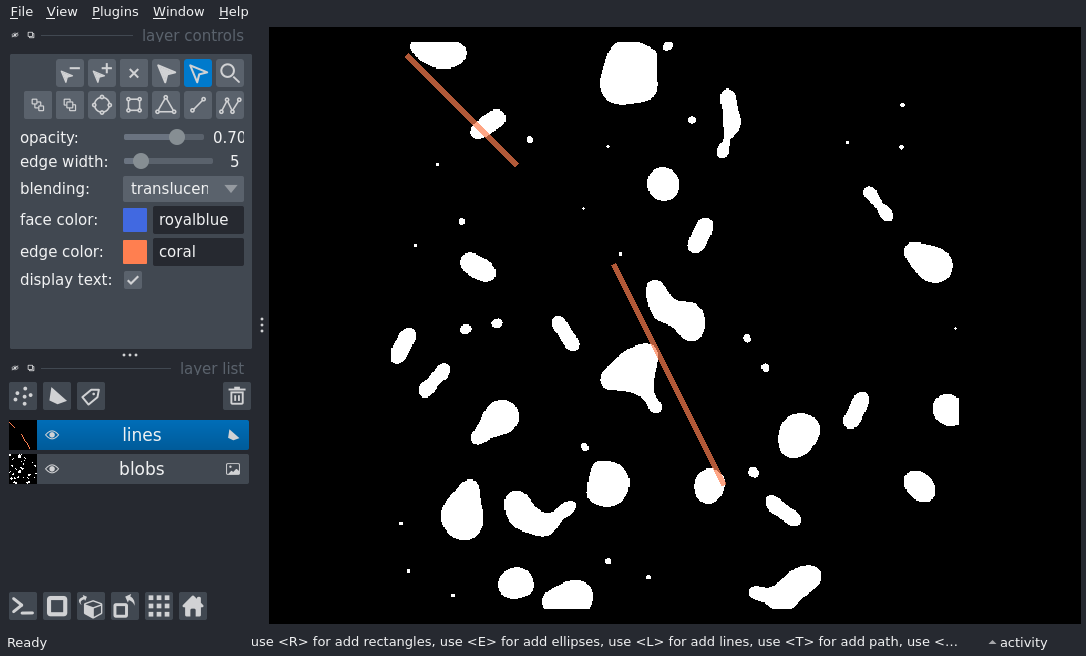 File View Plugins Window Help
layer controls
opacity: 0.70
edge width: 5
blending: translucen
face color: royalblue
edge color: coral
display text:
layer list
lines
blobs
Ready use <R> for add rectangles, use <E> for add ellipses, use <L> for add lines, use <T> for add path, use <... activity